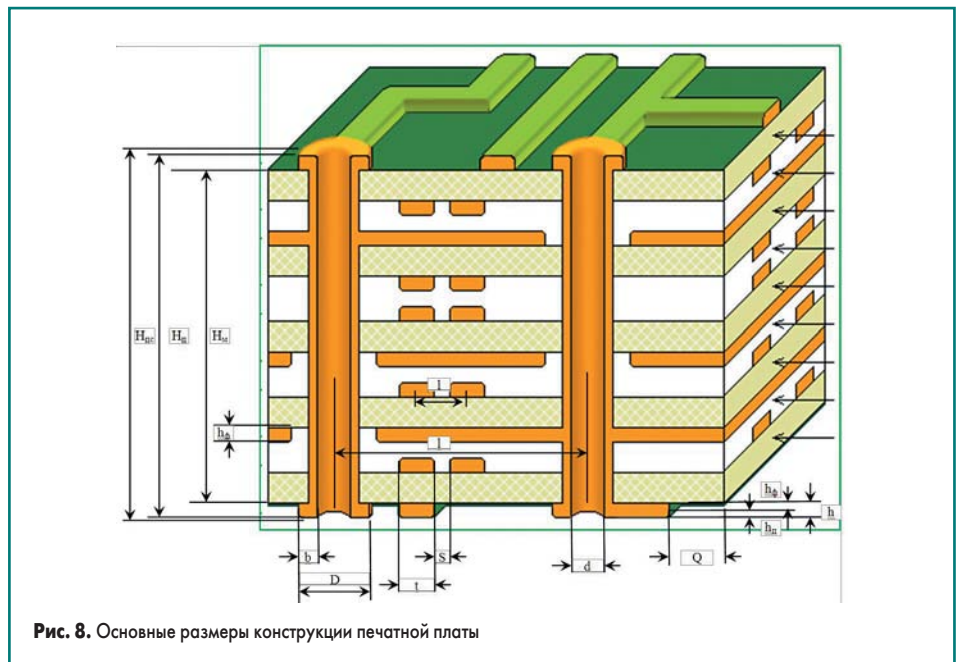 Hпс
Hп
Hм
l
hф
l
hф
h
hп
b
S
d
Q
D
t
Рис. 8. Основные размеры конструкции печатной платы